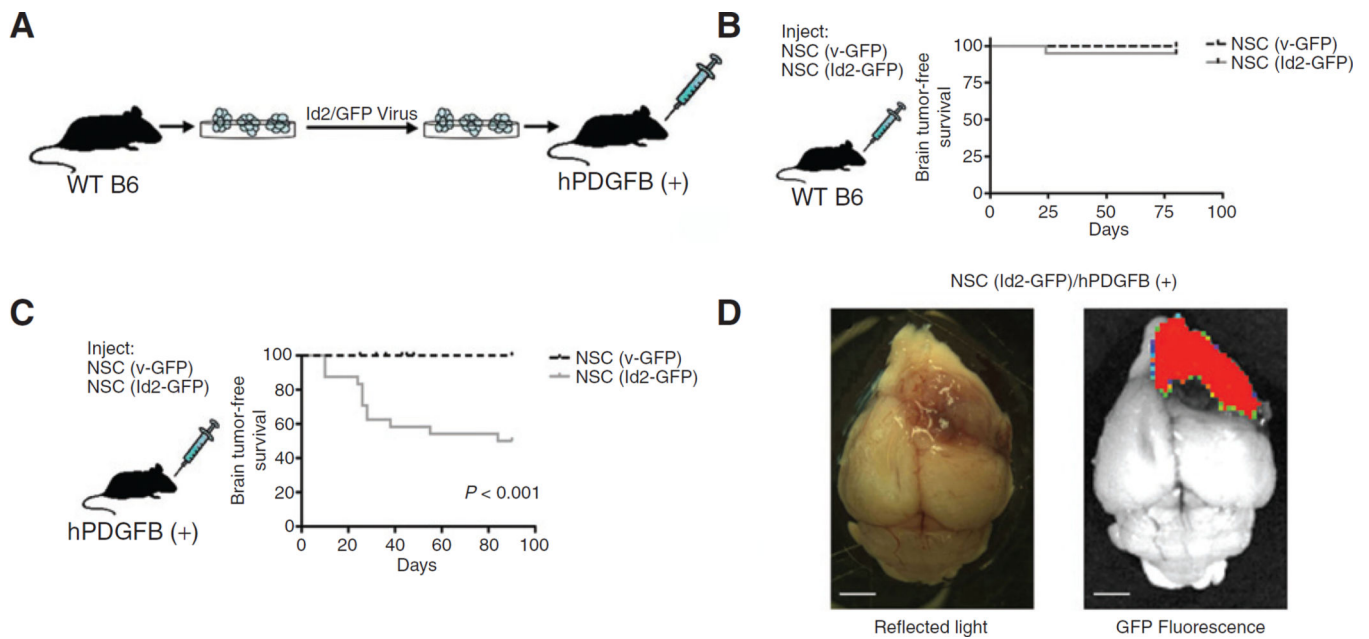 A
WT B6
Id2/GFP Virus
hPDGFB (+)
B
Inject:
NSC (v-GFP)
NSC (Id2-GFP)
WT B6
Brain tumor-free
survival
100
75
50
25
0
0 25 50 75 100
Days
NSC (v-GFP)
NSC (Id2-GFP)
C
Inject:
NSC (v-GFP)
NSC (Id2-GFP)
hPDGFB (+)
Brain tumor-free
survival
100
80
60
40
20
0
0 20 40 60 80 100
Days
P < 0.001
NSC (v-GFP)
NSC (Id2-GFP)
D
NSC (Id2-GFP)/hPDGFB (+)
Reflected light
GFP Fluorescence